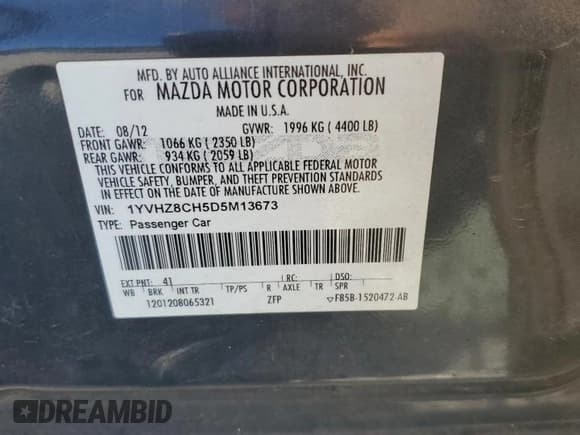 MFD. BY AUTO ALLIANCE INTERNATIONAL, INC.
FOR MAZDA MOTOR CORPORATION
MADE IN U.S.A.
DATE: 08/12 GVWR: 1996 KG ( 4400 LB)
FRONT GAWR: 1066 KG ( 2350 LB)
REAR GAWR: 934 KG ( 2059 LB)
THIS VEHICLE CONFORMS TO ALL APPLICABLE FEDERAL MOTOR
VEHICLE SAFETY, BUMPER, AND THEFT PREVENTION STANDARDS
IN EFFECT ON THE DATE OF MANUFACTURE SHOWN ABOVE.
VIN: 1YVHZ8CH5D5M13673
TYPE: Passenger Car
EXT PNT: 41 RC: DSO:
WB BRK INT TR TP/PS R AXLE TR SPR
1201208065321 ZFP F85B-1520472-AB
DREAMBID